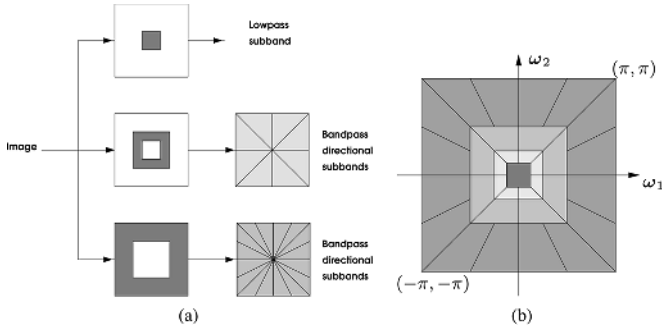 Lowpass
subband
Image
Bandpass
directional
subbands
Bandpass
directional
subbands
(a)
ω₂
(π, π)
ω₁
(−π, −π)
(b)